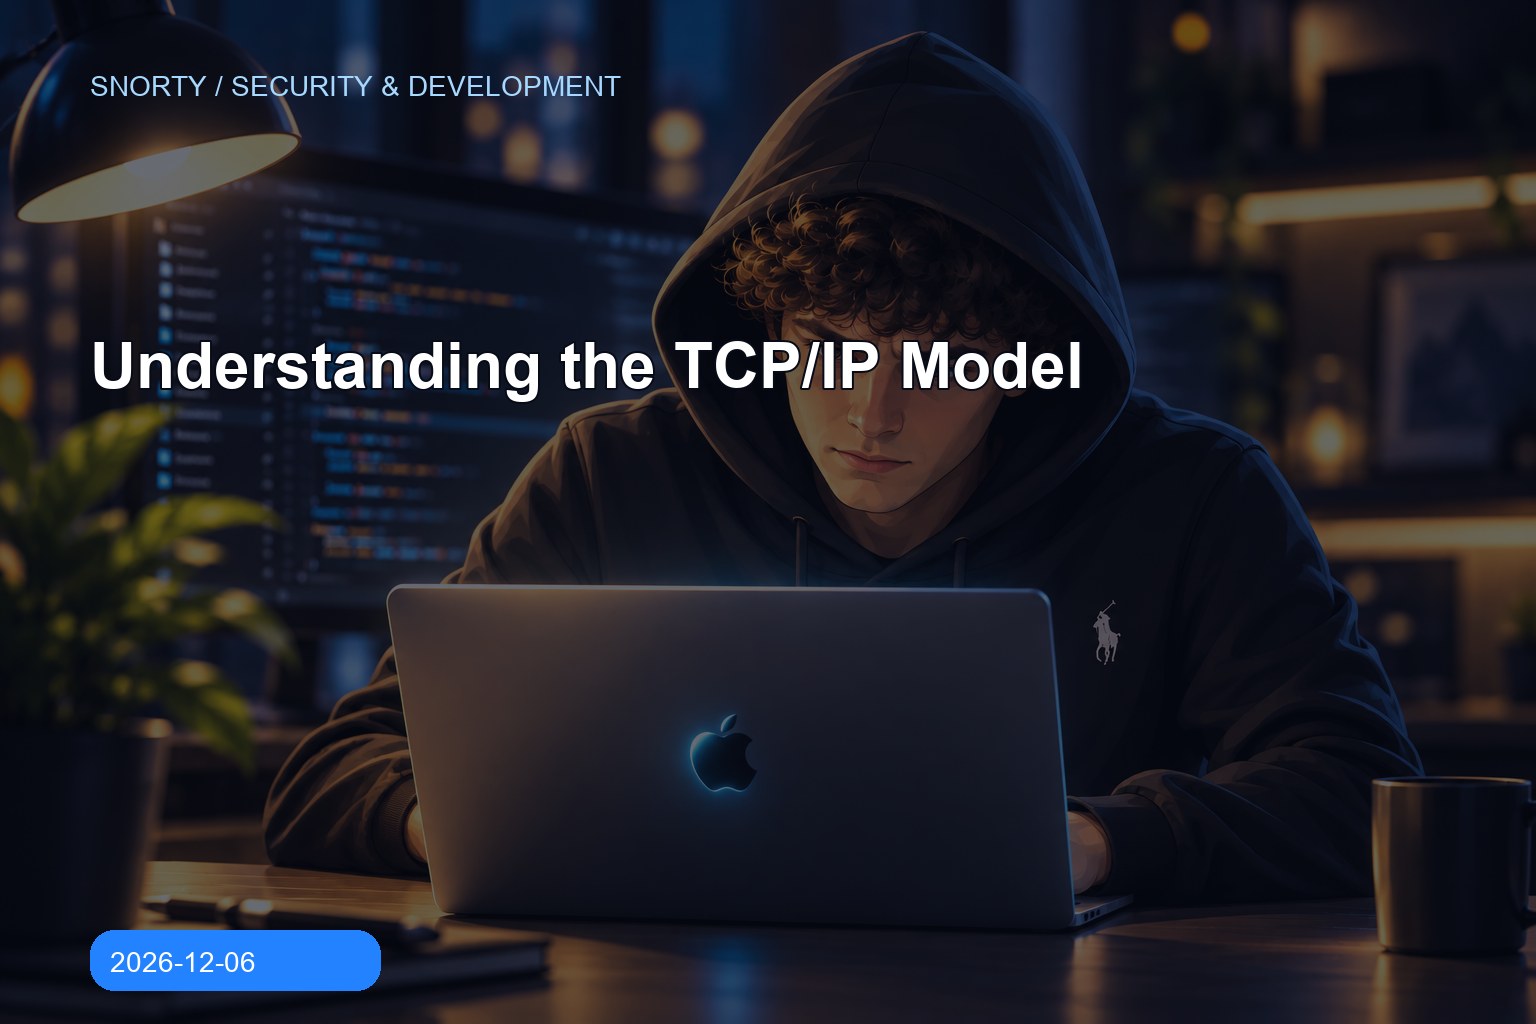 SNORTY / SECURITY & DEVELOPMENT
Understanding the TCP/IP Model
2026-12-06